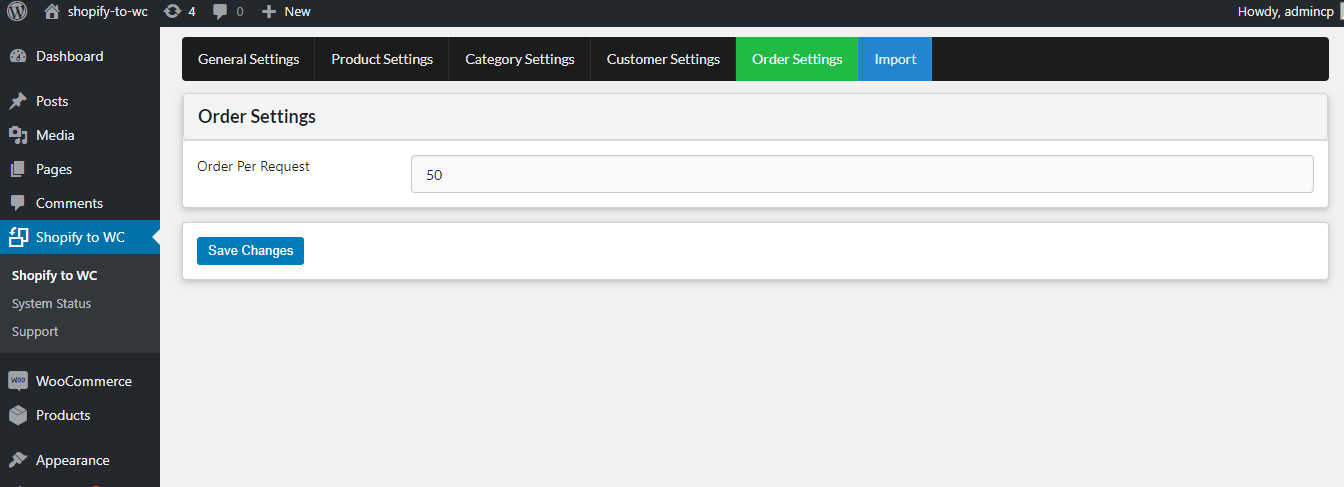 shopify-to-wc 4 0 New Howdy, admincp
Dashboard
Posts
Media
Pages
Comments
Shopify to WC
Shopify to WC
System Status
Support
WOO WooCommerce
Products
Appearance
General Settings Product Settings Category Settings Customer Settings Order Settings Import
Order Settings
Order Per Request 50
Save Changes